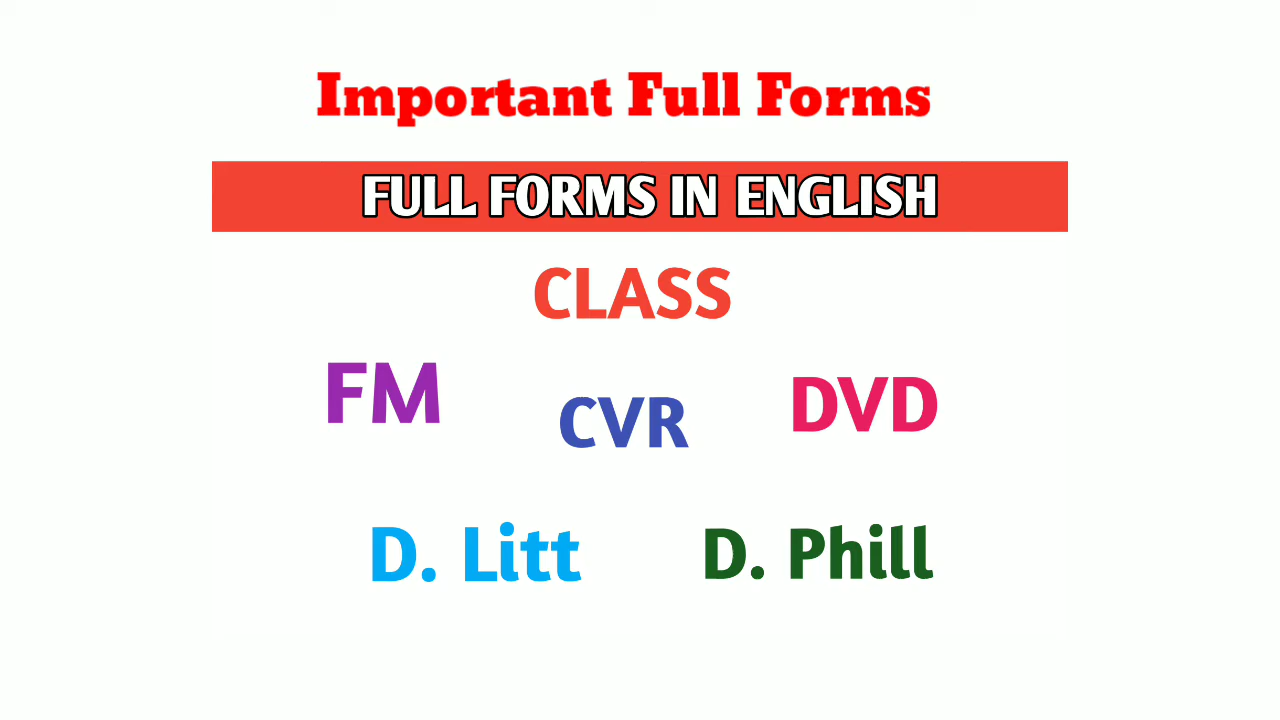 Important Full Forms
FULL FORMS IN ENGLISH
CLASS
FM
CVR
DVD
D. Litt
D. Phill